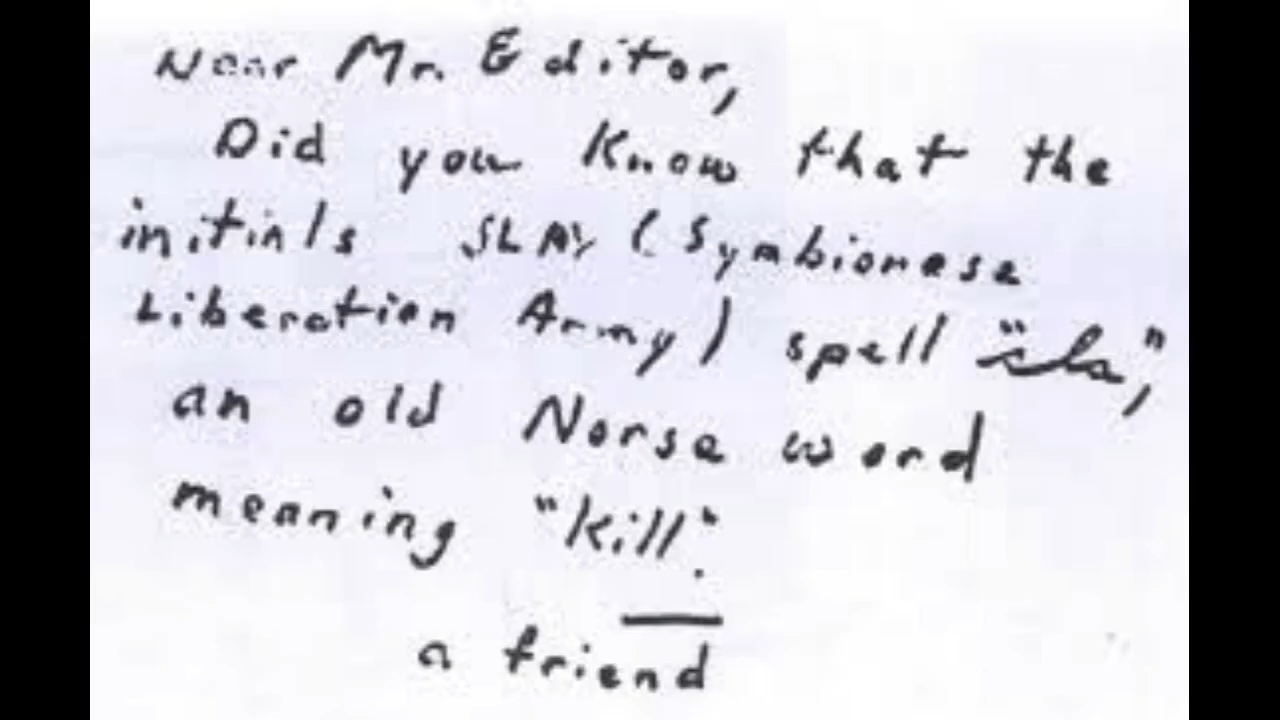 Dear Mr. Editor,
Did you know that the
initials SLAY (Symbionese
Liberation Army) spell "sla,"
an old Norse word
meaning "kill".
a friend